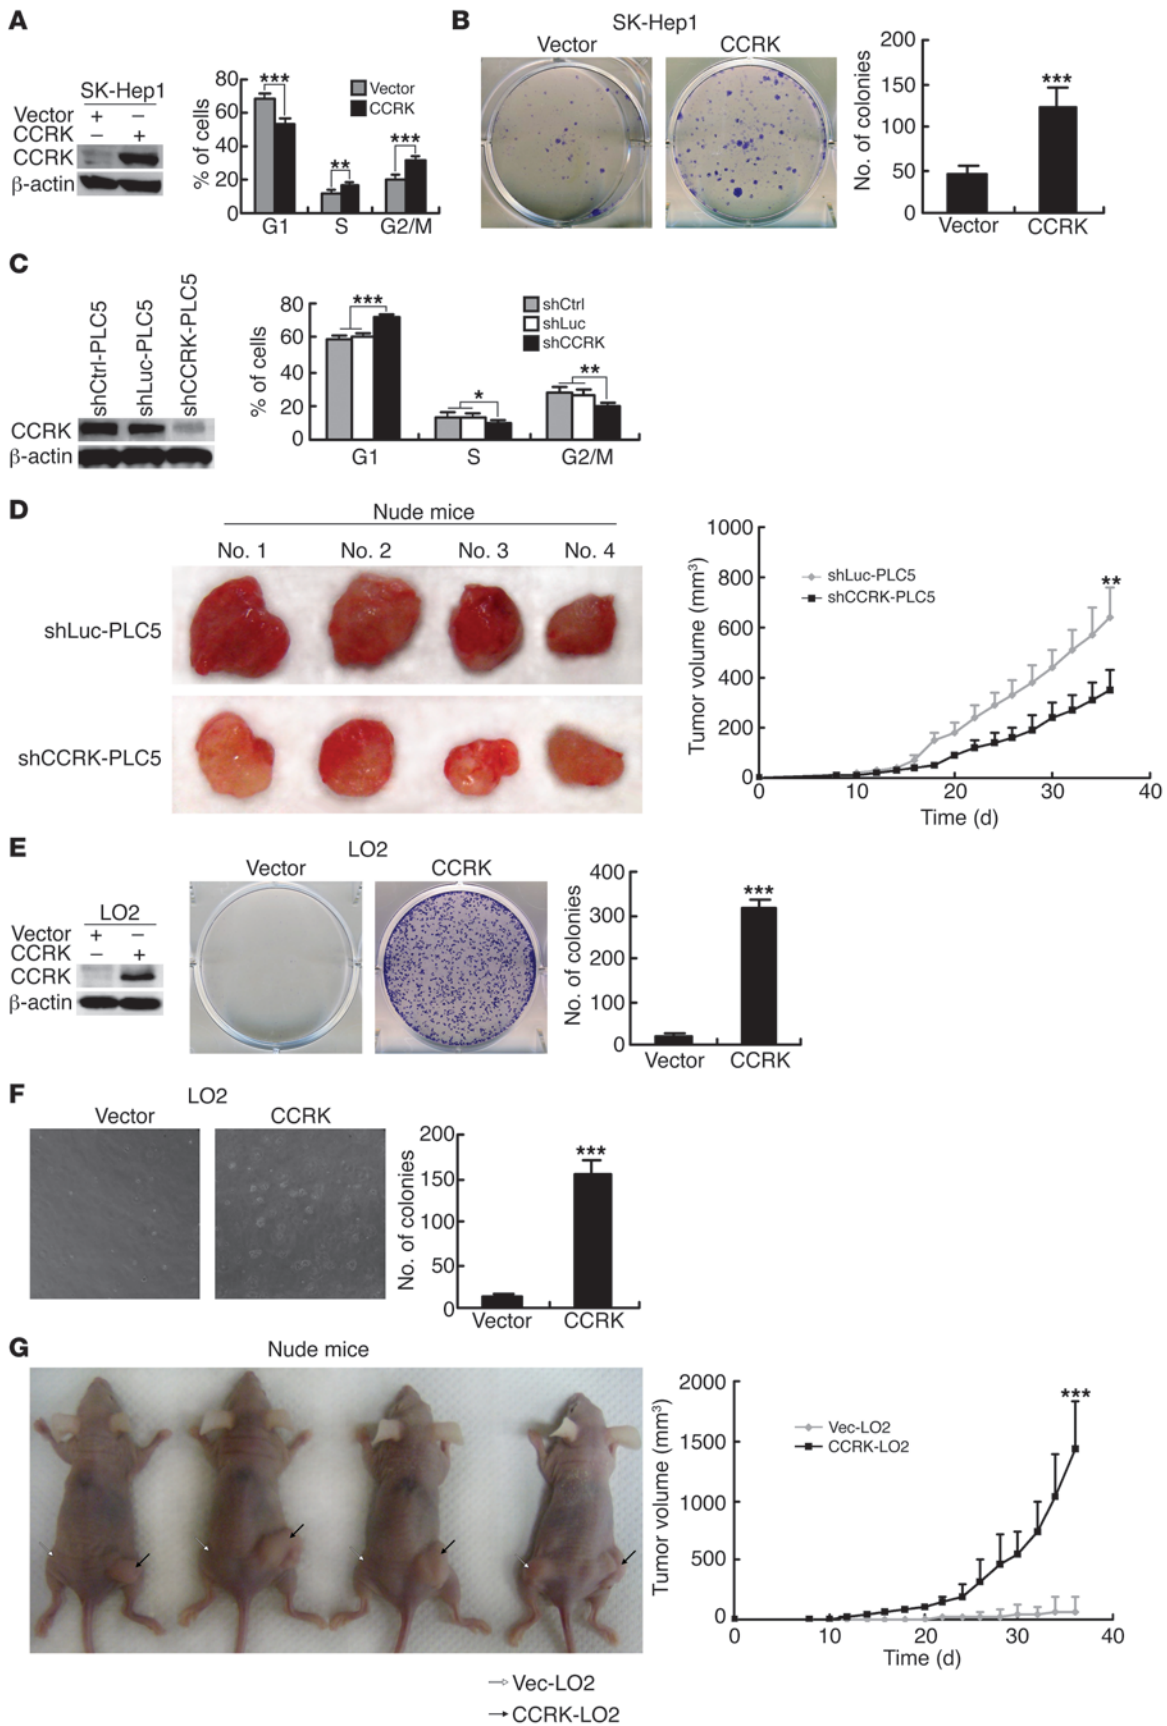 A
SK-Hep1
Vector + –
CCRK – +
CCRK
β-actin
% of cells
80
60
40
20
0
***
**
***
Vector
CCRK
G1 S G2/M
B
SK-Hep1
Vector CCRK
No. of colonies
200
150
100
50
0
***
Vector CCRK
C
shCtrl-PLC5
shLuc-PLC5
shCCRK-PLC5
CCRK
β-actin
% of cells
80
60
40
20
0
***
*
**
shCtrl
shLuc
shCCRK
G1 S G2/M
D
Nude mice
No. 1 No. 2 No. 3 No. 4
shLuc-PLC5
shCCRK-PLC5
Tumor volume (mm³)
1000
800
600
400
200
0
shLuc-PLC5
shCCRK-PLC5
**
0 10 20 30 40
Time (d)
E
LO2
Vector + –
CCRK – +
CCRK
β-actin
LO2
Vector CCRK
No. of colonies
400
300
200
100
0
***
Vector CCRK
F
LO2
Vector CCRK
No. of colonies
200
150
100
50
0
***
Vector CCRK
G
Nude mice
Vec-LO2
CCRK-LO2
Tumor volume (mm³)
2000
1500
1000
500
0
Vec-LO2
CCRK-LO2
***
0 10 20 30 40
Time (d)